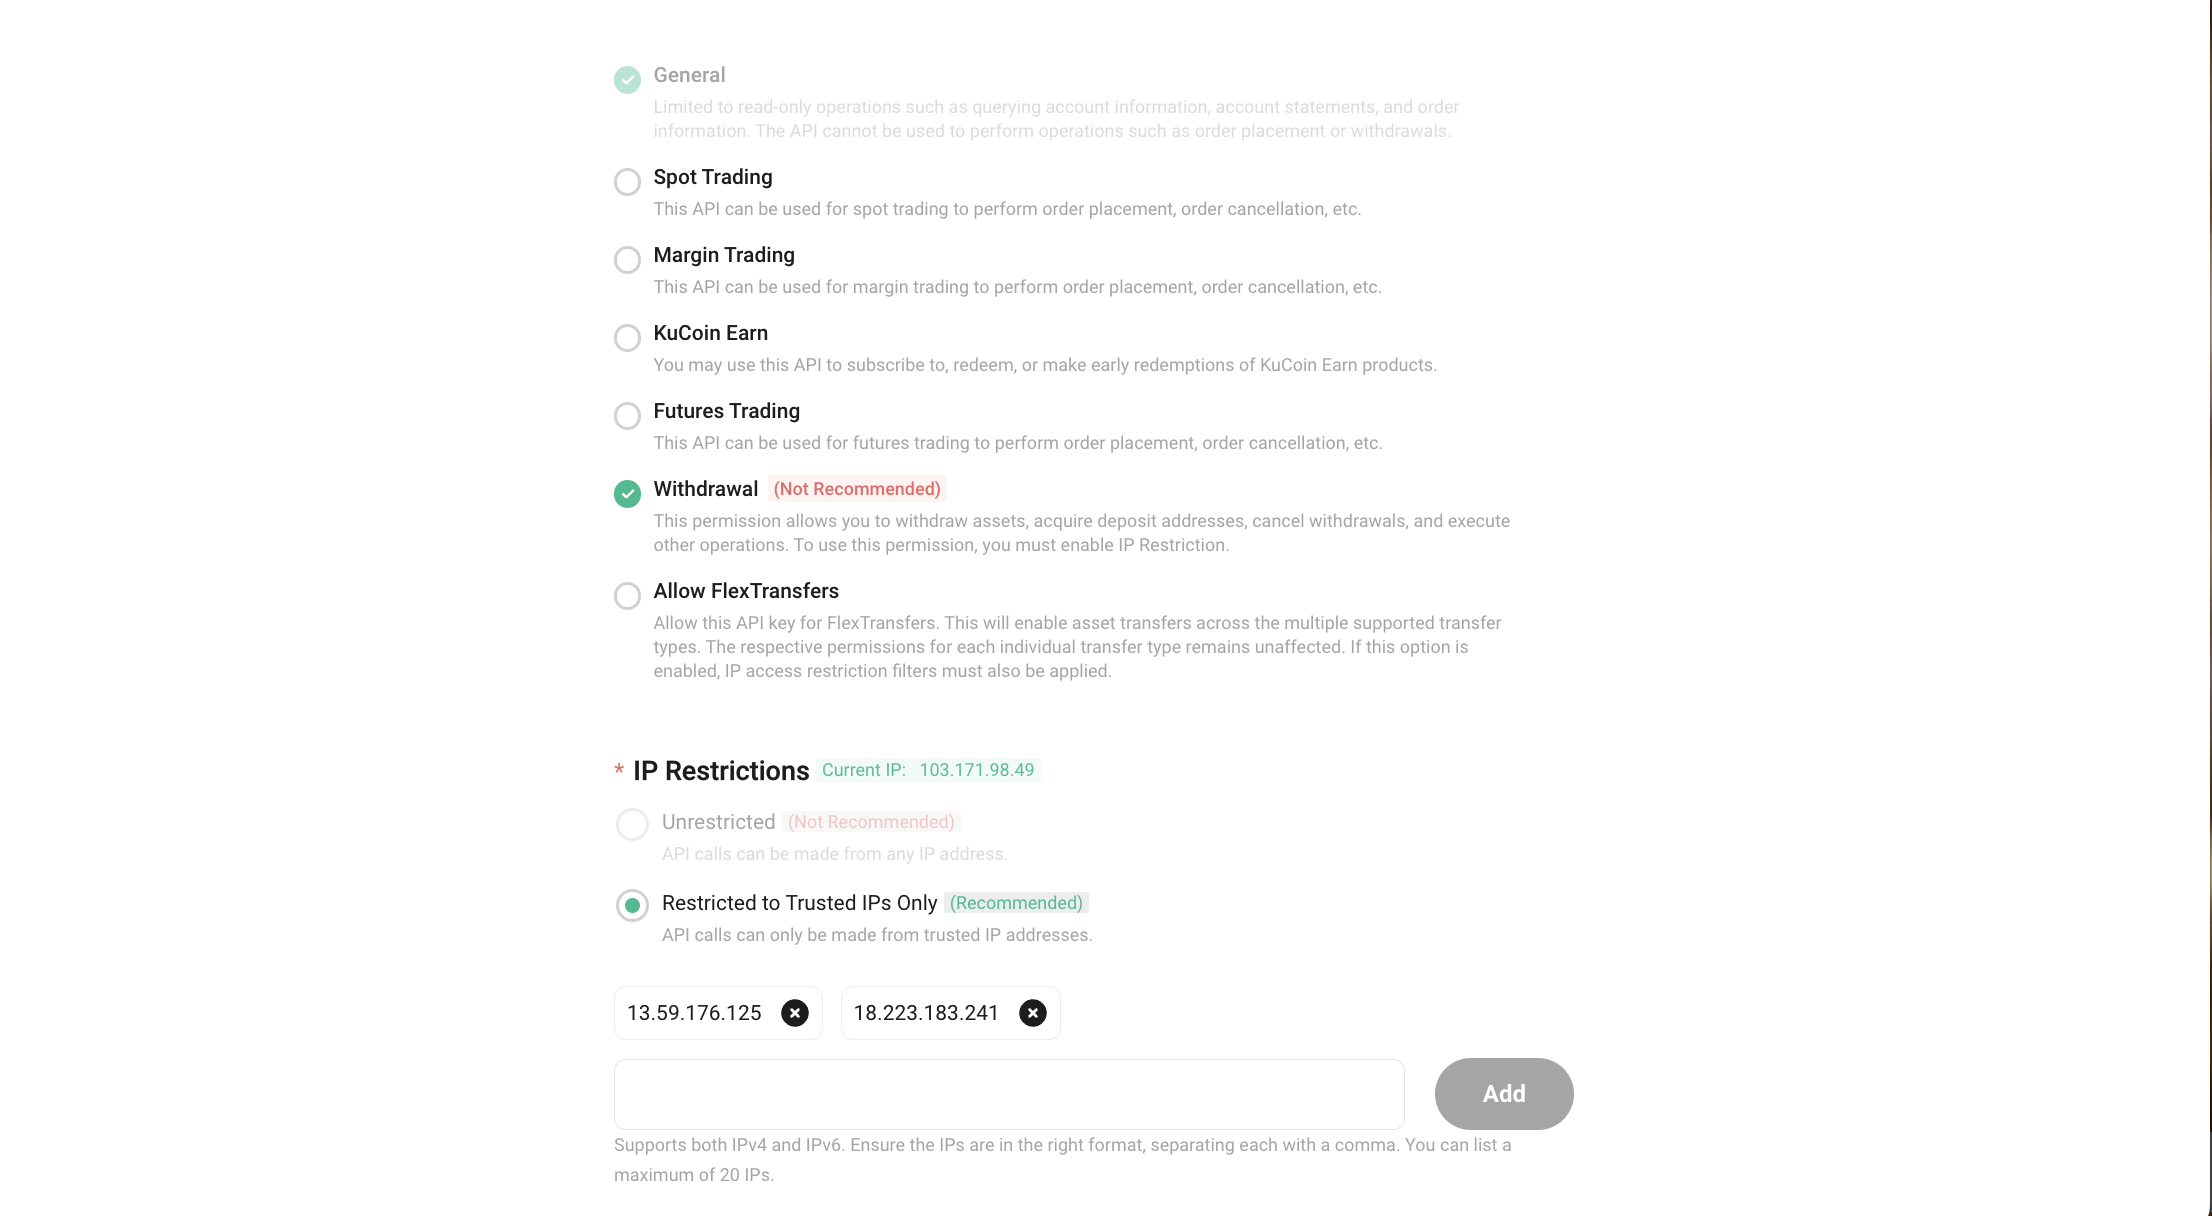 General
Limited to read-only operations such as querying account information, account statements, and order
information. The API cannot be used to perform operations such as order placement or withdrawals.
Spot Trading
This API can be used for spot trading to perform order placement, order cancellation, etc.
Margin Trading
This API can be used for margin trading to perform order placement, order cancellation, etc.
KuCoin Earn
You may use this API to subscribe to, redeem, or make early redemptions of KuCoin Earn products.
Futures Trading
This API can be used for futures trading to perform order placement, order cancellation, etc.
Withdrawal (Not Recommended)
This permission allows you to withdraw assets, acquire deposit addresses, cancel withdrawals, and execute
other operations. To use this permission, you must enable IP Restriction.
Allow FlexTransfers
Allow this API key for FlexTransfers. This will enable asset transfers across the multiple supported transfer
types. The respective permissions for each individual transfer type remains unaffected. If this option is
enabled, IP access restriction filters must also be applied.
* IP Restrictions Current IP: 103.171.98.49
Unrestricted (Not Recommended)
API calls can be made from any IP address.
Restricted to Trusted IPs Only (Recommended)
API calls can only be made from trusted IP addresses.
13.59.176.125 18.223.183.241
Add
Supports both IPv4 and IPv6. Ensure the IPs are in the right format, separating each with a comma. You can list a
maximum of 20 IPs.